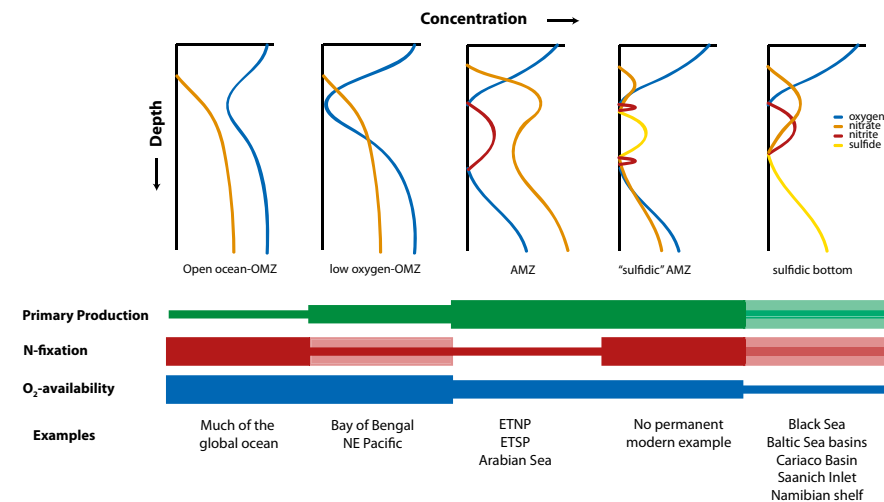 Concentration
Depth
oxygen
nitrate
nitrite
sulfide
Open ocean-OMZ
low oxygen-OMZ
AMZ
“sulfidic” AMZ
sulfidic bottom
Primary Production
N-fixation
O₂-availability
Examples
Much of the
global ocean
Bay of Bengal
NE Pacific
ETNP
ETSP
Arabian Sea
No permanent
modern example
Black Sea
Baltic Sea basins
Cariaco Basin
Saanich Inlet
Namibian shelf